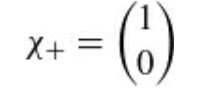 χ₊ = (1
0)